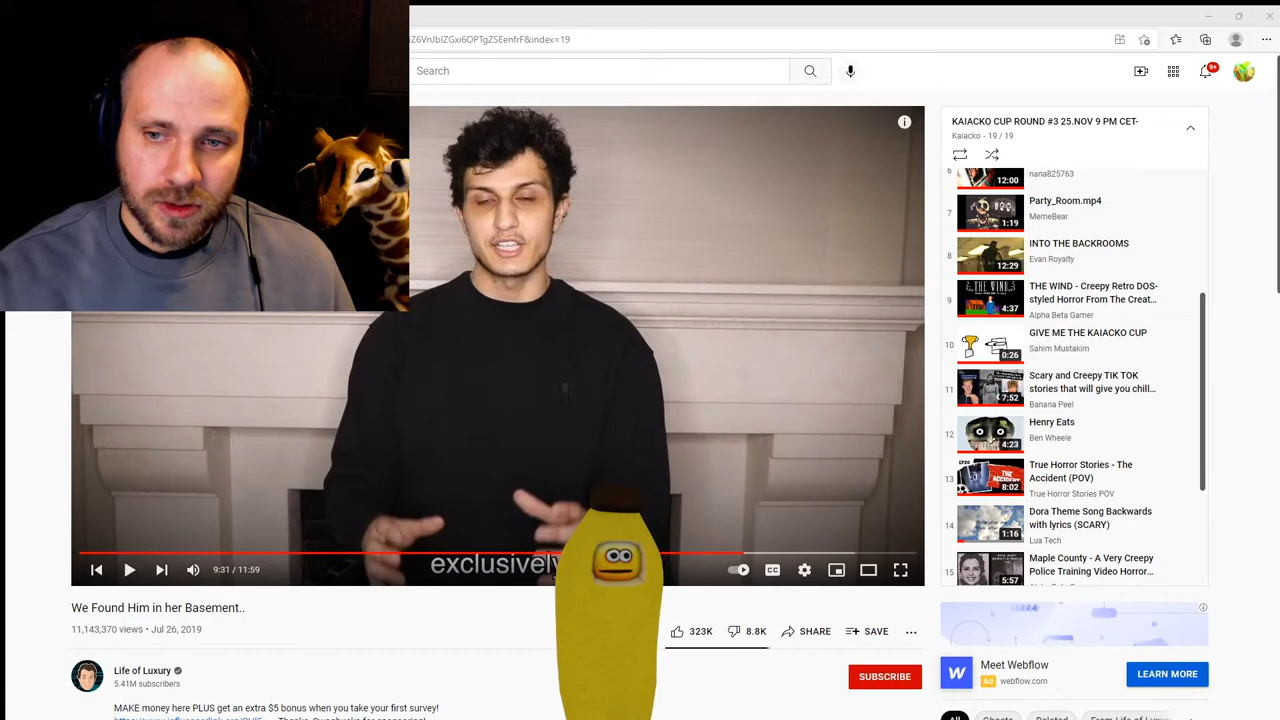 iZ6VnJbIZGxi6OPTgZSEenfrF&index=19
Search
9+
KAIACKO CUP ROUND #3 25.NOV 9 PM CET-
Kaiacko - 19 / 19
6
12:00
nana825763
7
1:19
Party_Room.mp4
MemeBear
8
12:29
INTO THE BACKROOMS
Evan Royalty
9
THE WIND
4:37
THE WIND - Creepy Retro DOS-
styled Horror From The Creat...
Alpha Beta Gamer
10
0:26
GIVE ME THE KAIACKO CUP
Sahim Mustakim
11
7:52
Scary and Creepy TIK TOK
stories that will give you chill...
Banana Peel
12
4:23
Henry Eats
Ben Wheele
13
8:02
True Horror Stories - The
Accident (POV)
True Horror Stories POV
14
1:16
Dora Theme Song Backwards
with lyrics (SCARY)
Lua Tech
15
5:57
Maple County - A Very Creepy
Police Training Video Horror...
exclusively
9:31 / 11:59
We Found Him in her Basement..
11,143,370 views • Jul 26, 2019
323K
8.8K
SHARE
SAVE
Life of Luxury
5.41M subscribers
SUBSCRIBE
MAKE money here PLUS get an extra $5 bonus when you take your first survey!
Meet Webflow
Ad webflow.com
LEARN MORE
All
Related